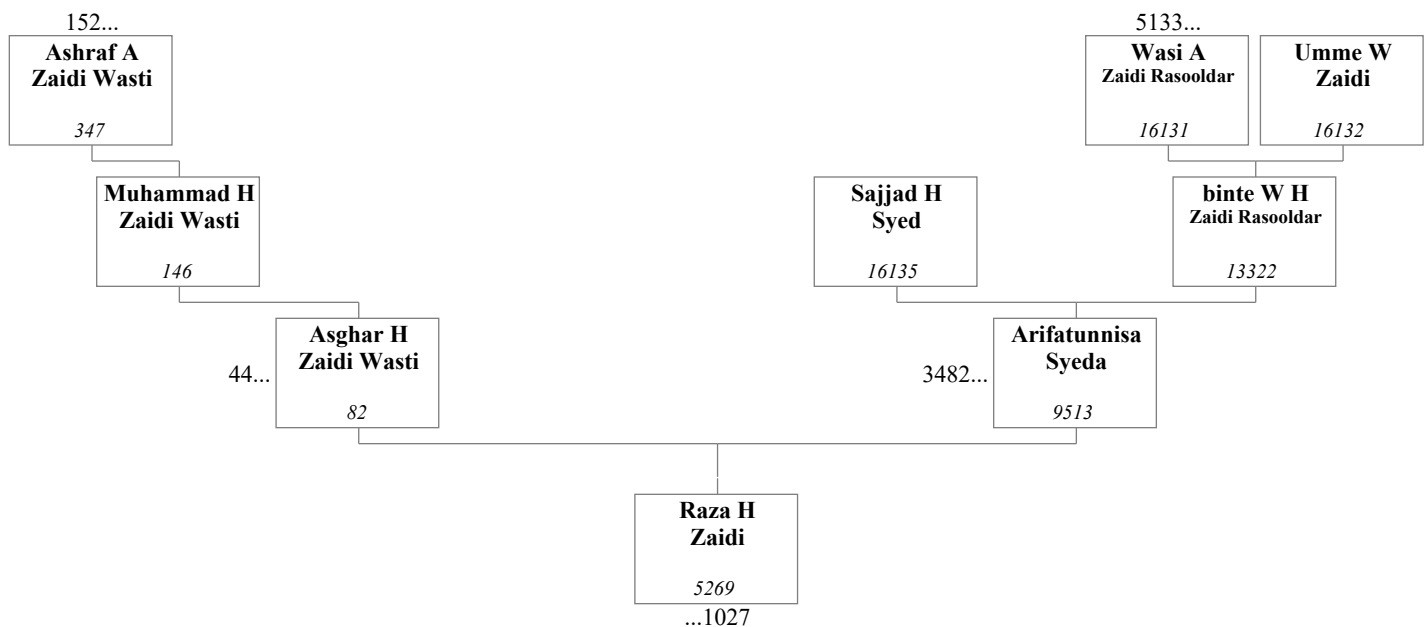 152...
Ashraf A
Zaidi Wasti
347
5133...
Wasi A
Zaidi Rasooldar
16131
Umme W
Zaidi
16132
Muhammad H
Zaidi Wasti
146
Sajjad H
Syed
16135
binte W H
Zaidi Rasooldar
13322
44...
Asghar H
Zaidi Wasti
82
3482...
Arifatunnisa
Syeda
9513
Raza H
Zaidi
5269
...1027